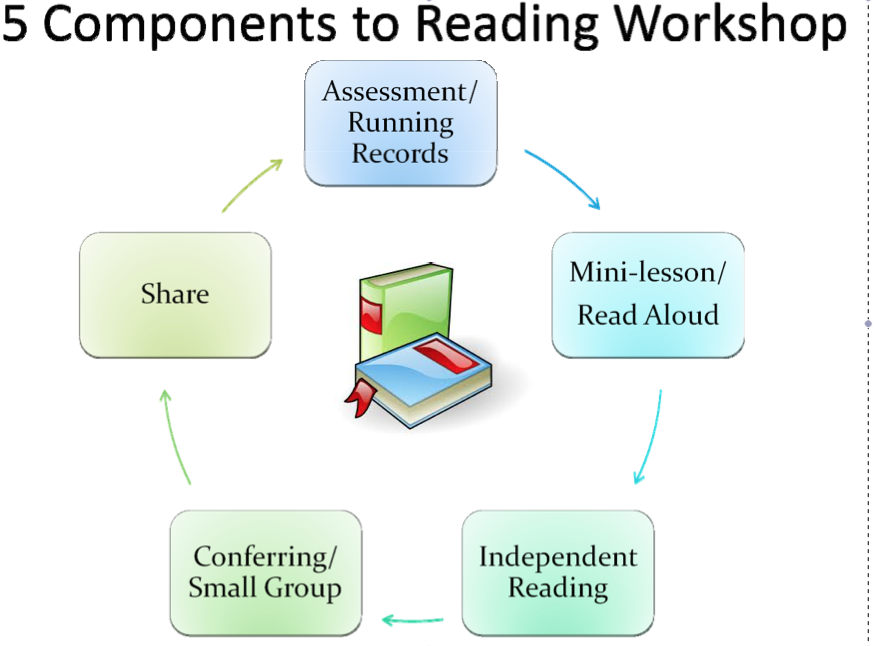 5 Components to Reading Workshop
Assessment/
Running
Records
Mini-lesson/
Read Aloud
Independent
Reading
Conferring/
Small Group
Share